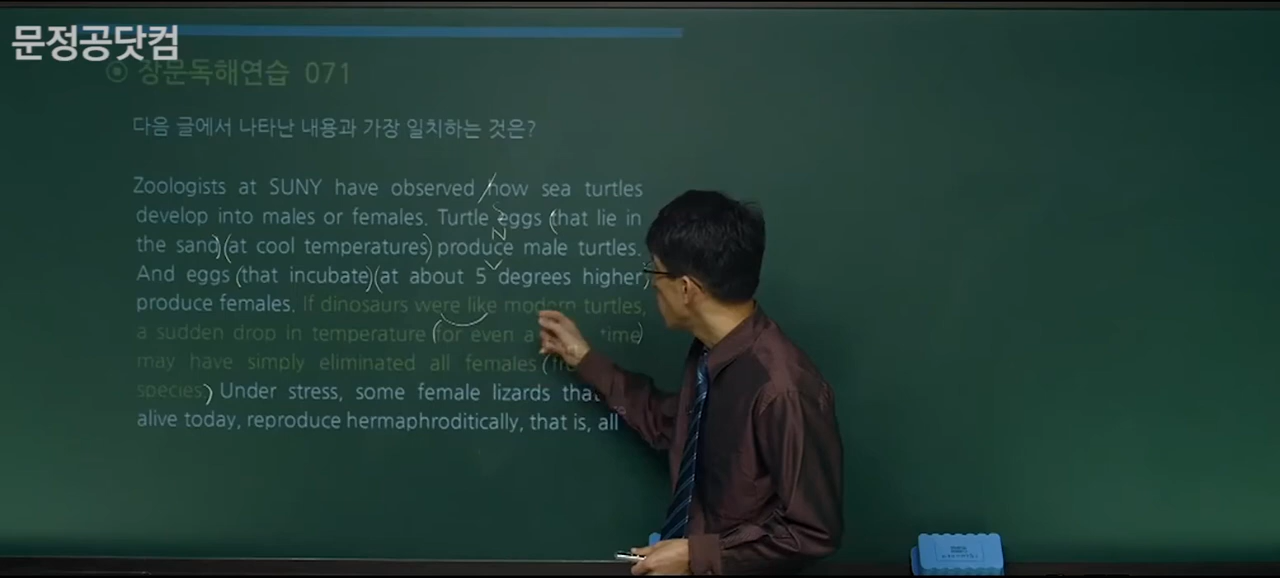 문정공닷컴
장문독해연습 071
다음 글에서 나타난 내용과 가장 일치하는 것은?
Zoologists at SUNY have observed how sea turtles
develop into males or females. Turtle eggs (that lie in
the sand)(at cool temperatures) produce male turtles.
And eggs (that incubate)(at about 5 degrees higher)
produce females. If dinosaurs were like modern turtles,
a sudden drop in temperature (for even a time)
may have simply eliminated all females (
species) Under stress, some female lizards that
alive today, reproduce hermaphroditically, that is, all